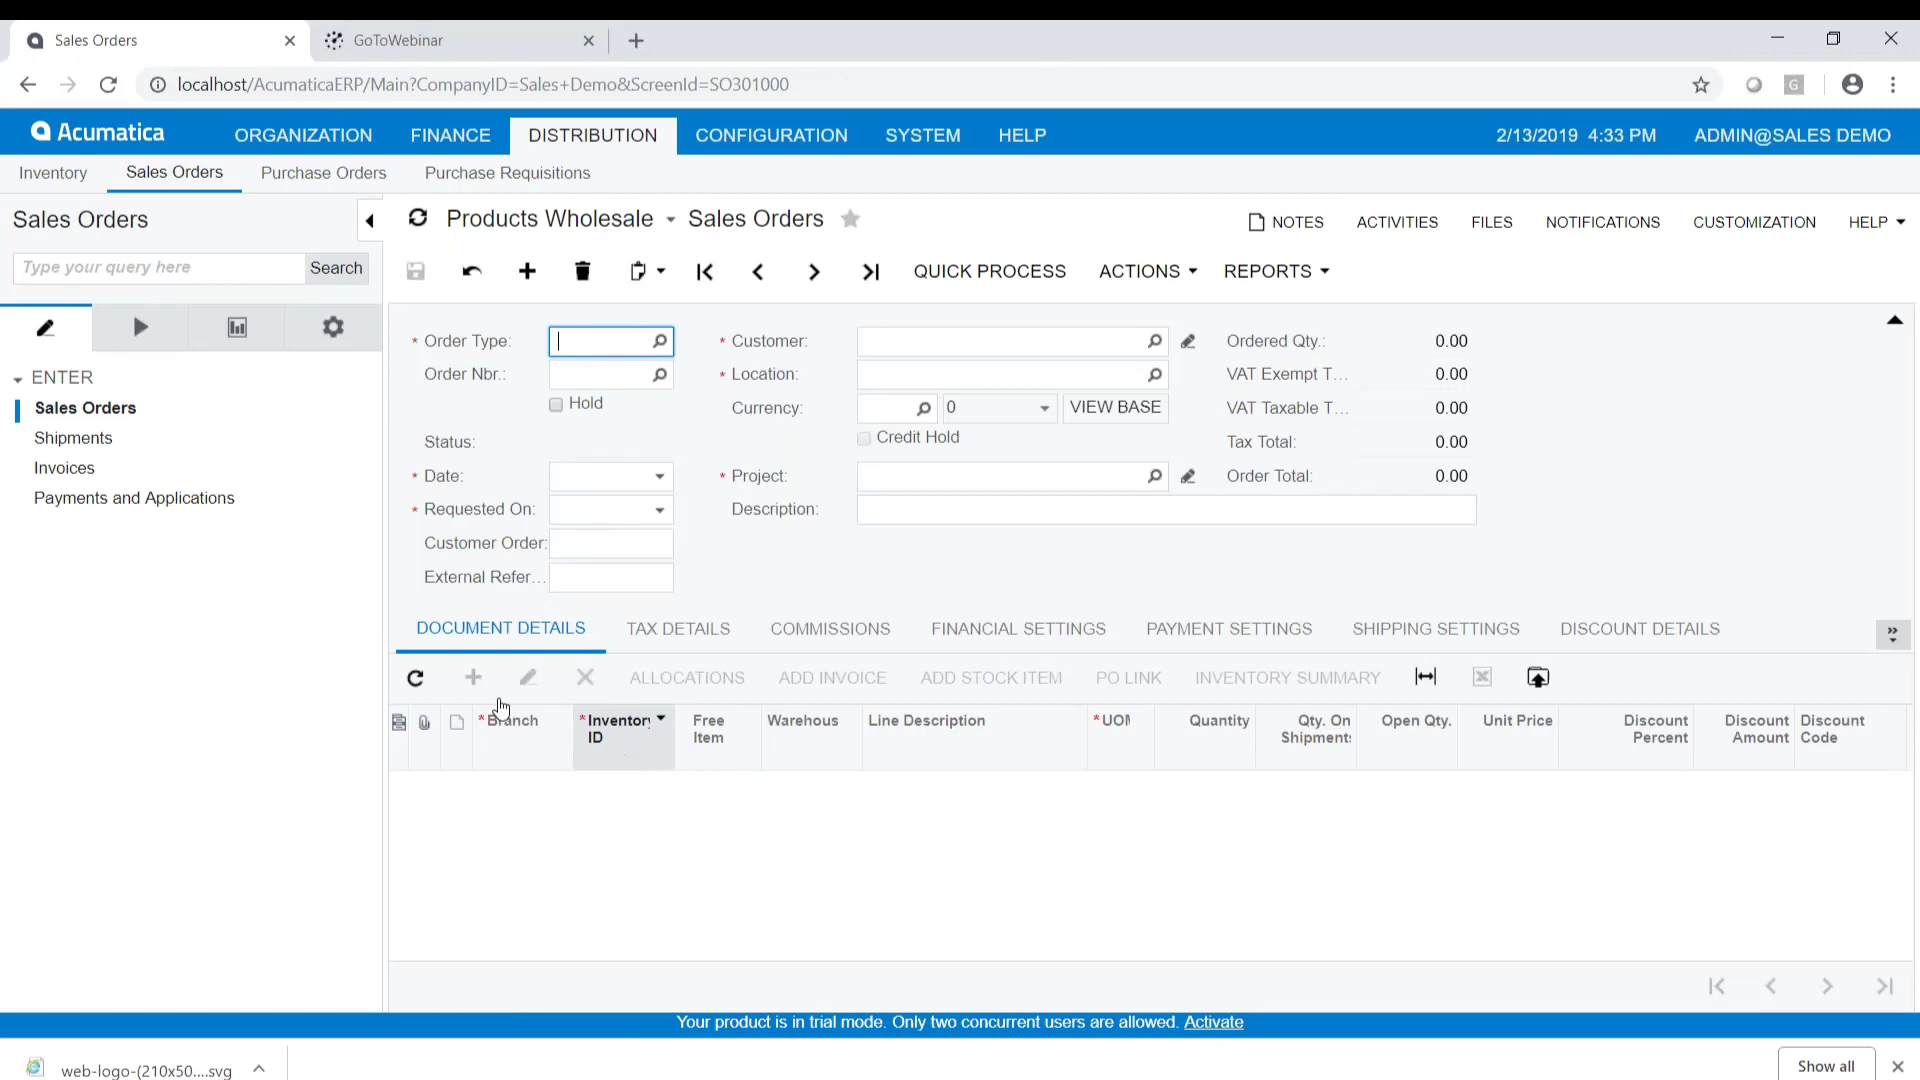 Sales Orders
GoToWebinar
localhost/AcumaticaERP/Main?CompanyID=Sales+Demo&ScreenId=SO301000
G
Acumatica
ORGANIZATION
FINANCE
DISTRIBUTION
CONFIGURATION
SYSTEM
HELP
2/13/2019 4:33 PM
ADMIN@SALES DEMO
Inventory
Sales Orders
Purchase Orders
Purchase Requisitions
Sales Orders
Products Wholesale
Sales Orders
NOTES
ACTIVITIES
FILES
NOTIFICATIONS
CUSTOMIZATION
HELP
Type your query here
Search
QUICK PROCESS
ACTIONS
REPORTS
ENTER
Sales Orders
Shipments
Invoices
Payments and Applications
* Order Type:
* Customer:
Ordered Qty.:
0.00
Order Nbr.:
* Location:
VAT Exempt T...
0.00
Hold
Currency:
0
VIEW BASE
VAT Taxable T...
0.00
Status:
Credit Hold
Tax Total:
0.00
* Date:
* Project:
Order Total:
0.00
* Requested On:
Description:
Customer Order:
External Refer...
DOCUMENT DETAILS
TAX DETAILS
COMMISSIONS
FINANCIAL SETTINGS
PAYMENT SETTINGS
SHIPPING SETTINGS
DISCOUNT DETAILS
ALLOCATIONS
ADD INVOICE
ADD STOCK ITEM
PO LINK
INVENTORY SUMMARY
* Branch
* Inventory
ID
Free
Item
Warehous
Line Description
* UOM
Quantity
Qty. On
Shipments
Open Qty.
Unit Price
Discount
Percent
Discount
Amount
Discount
Code
Your product is in trial mode. Only two concurrent users are allowed. Activate
web-logo-(210x50....svg
Show all